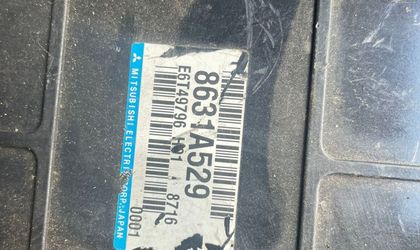 8631A529
E6T49796 H01 . 8716
0001
MITSUBISHI ELECTRIC CORP. JAPAN